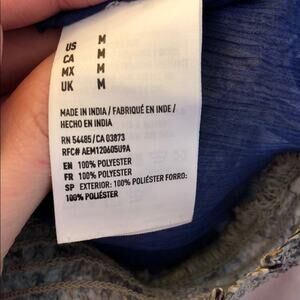 US M
CA M
MX M
UK M
MADE IN INDIA / FABRIQUÉ EN INDE /
HECHO EN INDIA
RN 54485/CA 03873
RFC# AEM120605U9A
EN 100% POLYESTER
FR 100% POLYESTER
SP EXTERIOR: 100% POLIÉSTER FORRO:
100% POLIÉSTER